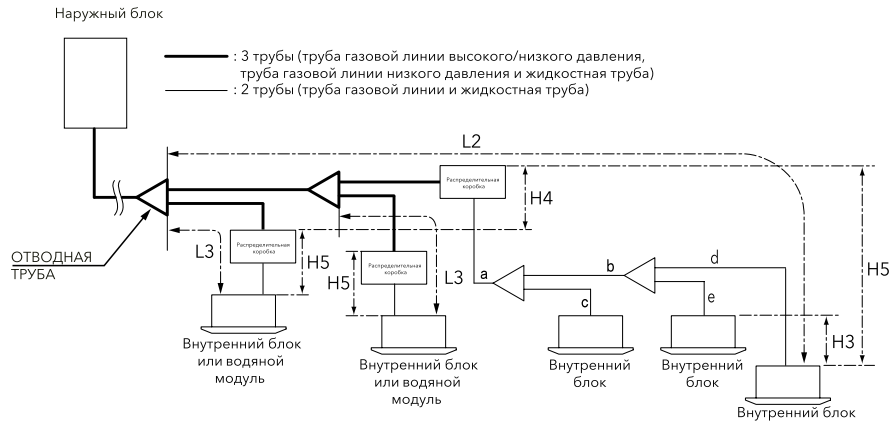 Наружный блок
: 3 трубы (труба газовой линии высокого/низкого давления,
труба газовой линии низкого давления и жидкостная труба)
: 2 трубы (труба газовой линии и жидкостная труба)
L2
Распределительная
коробка
H4
ОТВОДНАЯ
ТРУБА
L3
Распределительная
коробка
H5
H5
Распределительная
коробка
L3
a
b
c
d
e
H5
H3
Внутренний блок
или водяной
модуль
Внутренний блок
или водяной
модуль
Внутренний
блок
Внутренний
блок
Внутренний блок